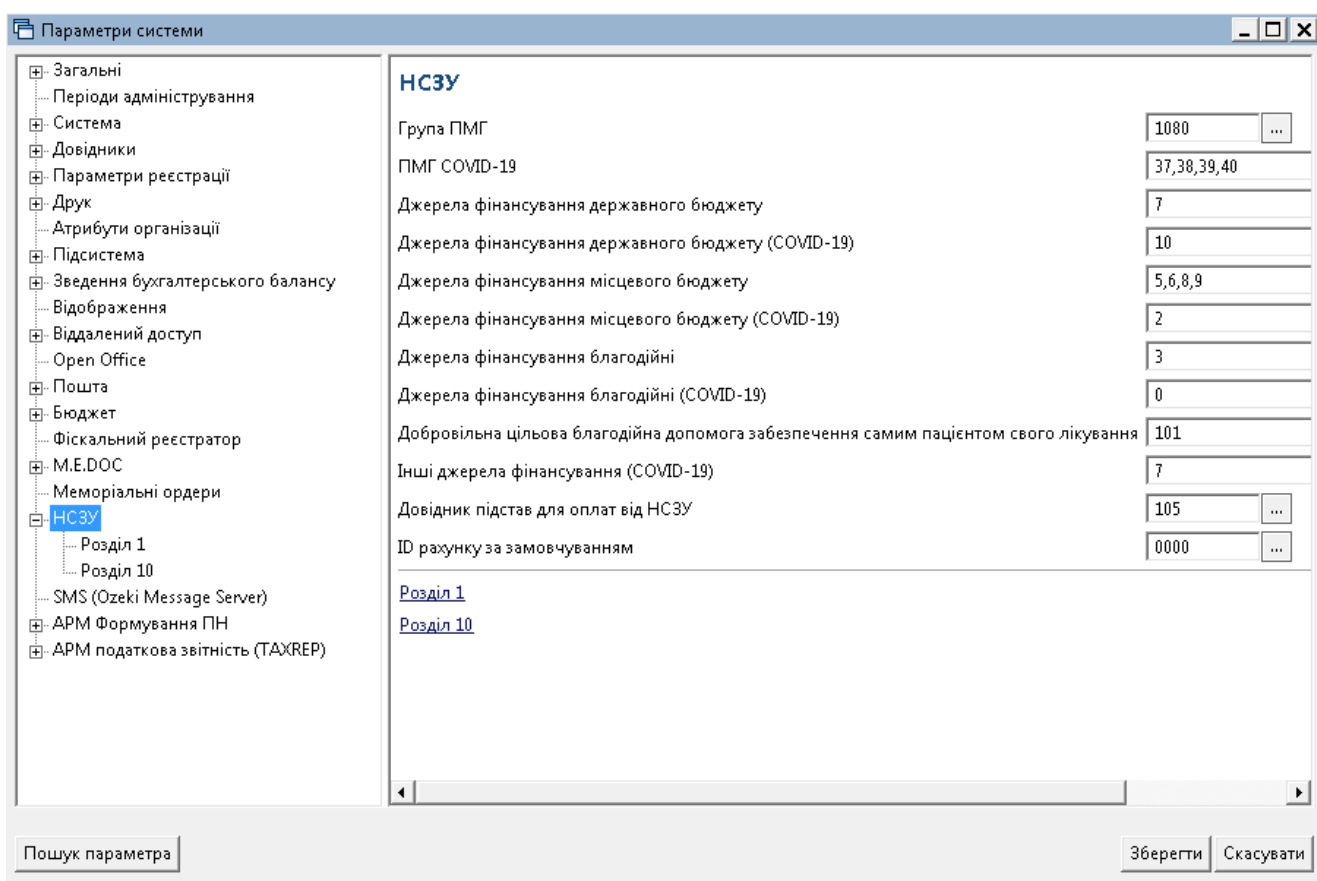 Параметри системи
Загальні
Періоди адміністрування
Система
Довідники
Параметри реєстрації
Друк
Атрибути організації
Підсистема
Зведення бухгалтерського балансу
Відображення
Віддалений доступ
Open Office
Пошта
Бюджет
Фіскальний реєстратор
M.E.DOC
Меморіальні ордери
НСЗУ
Розділ 1
Розділ 10
SMS (Ozeki Message Server)
АРМ Формування ПН
АРМ податкова звітність (TAXREP)
НСЗУ
Група ПМГ 1080 ...
ПМГ COVID-19 37,38,39,40
Джерела фінансування державного бюджету 7
Джерела фінансування державного бюджету (COVID-19) 10
Джерела фінансування місцевого бюджету 5,6,8,9
Джерела фінансування місцевого бюджету (COVID-19) 2
Джерела фінансування благодійні 3
Джерела фінансування благодійні (COVID-19) 0
Добровільна цільова благодійна допомога забезпечення самим пацієнтом свого лікування 101
Інші джерела фінансування (COVID-19) 7
Довідник підстав для оплат від НСЗУ 105 ...
ID рахунку за замовчуванням 0000 ...
Розділ 1
Розділ 10
Пошук параметра
Зберегти Скасувати